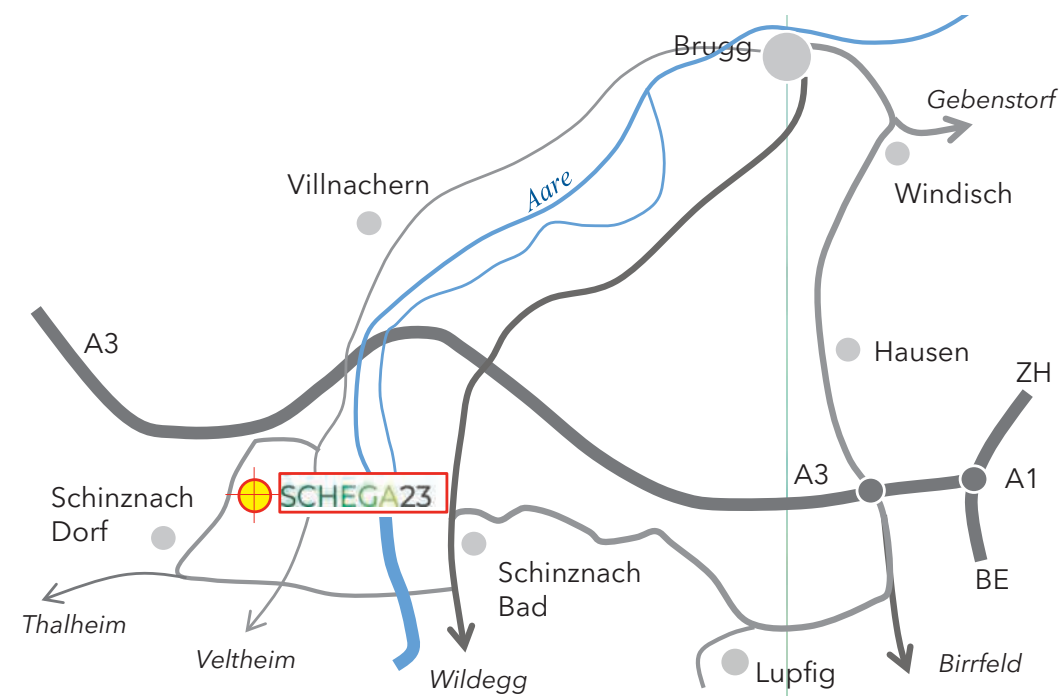 Brugg
Gebenstorf
Villnachern
Aare
Windisch
A3
Hausen
ZH
A3
A1
SCHEGA23
Schinznach
Dorf
Schinznach
Bad
BE
Thalheim
Veltheim
Wildegg
Lupfig
Birrfeld